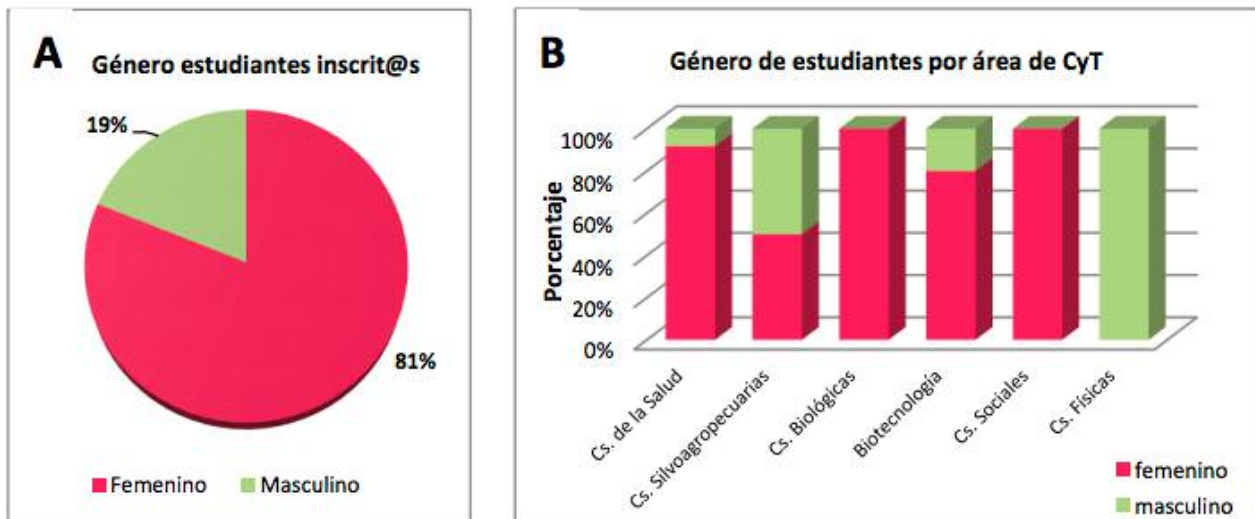 A
Género estudiantes inscrit@s
19%
81%
Femenino
Masculino
B
Género de estudiantes por área de CyT
Porcentaje
100%
80%
60%
40%
20%
0%
Cs. de la Salud
Cs. Silvoagropecuarias
Cs. Biológicas
Biotecnología
Cs. Sociales
Cs. Físicas
femenino
masculino